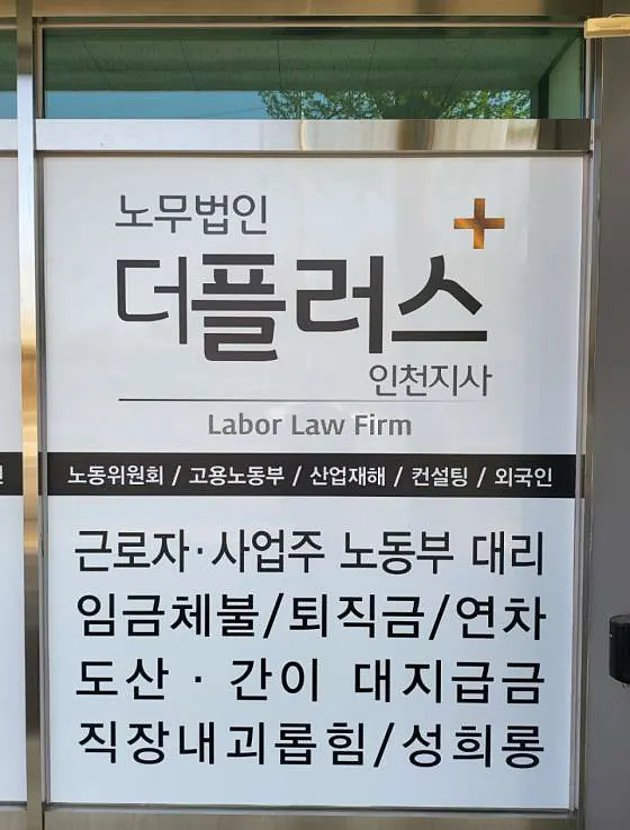 노무법인
더플러스
인천지사
Labor Law Firm
노동위원회 / 고용노동부 / 산업재해 / 컨설팅 / 외국인
근로자·사업주 노동부 대리
임금체불/퇴직금/연차
도산 · 간이 대지급금
직장내괴롭힘/성희롱